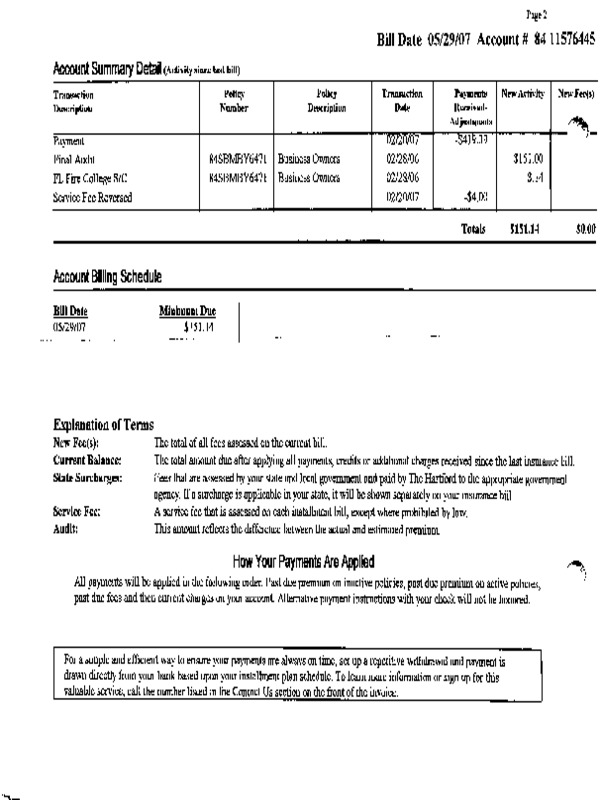 Page 2
Bill Date 05/29/07 Account # 84 11576445
Account Summary Detail (Activity since last bill)
Transaction Description Policy Number Policy Description Transaction Date Payments Received- Adjustments New Activity New Fee(s)
Payment 02/20/07
Final Audit 84SBMBY6471 Business Owners 02/28/06
FL Fire College S/C 84SBMBY6471 Business Owners 02/28/06
Service Fee Reversed 02/20/07 -$4.00
Totals $151.14 $0.00
Account Billing Schedule
Bill Date Minimum Due
05/29/07 $151.14
Explanation of Terms
New Fee(s): The total of all fees assessed on the current bill.
Current Balance: The total amount due after applying all payments, credits or additional charges received since the last insurance bill.
State Surcharges: Fees that are assessed by your state and local government and paid by The Hartford to the appropriate government
agency. If a surcharge is applicable in your state, it will be shown separately on your insurance bill
Service Fee: A service fee that is assessed on each installment bill, except where prohibited by law.
Audit: This amount reflects the difference between the actual and estimated premium.
How Your Payments Are Applied
All payments will be applied in the following order. Past due premium on inactive policies, past due premium on active policies,
past due fees and then current charges on your account. Alternative payment instructions with your check will not be honored.
For a simple and efficient way to ensure your payments are always on time, set up a repetitive withdrawal and payment is
drawn directly from your bank based upon your installment plan schedule. To learn more information or sign up for this
valuable service, call the number listed in the Contact Us section on the front of the invoice.